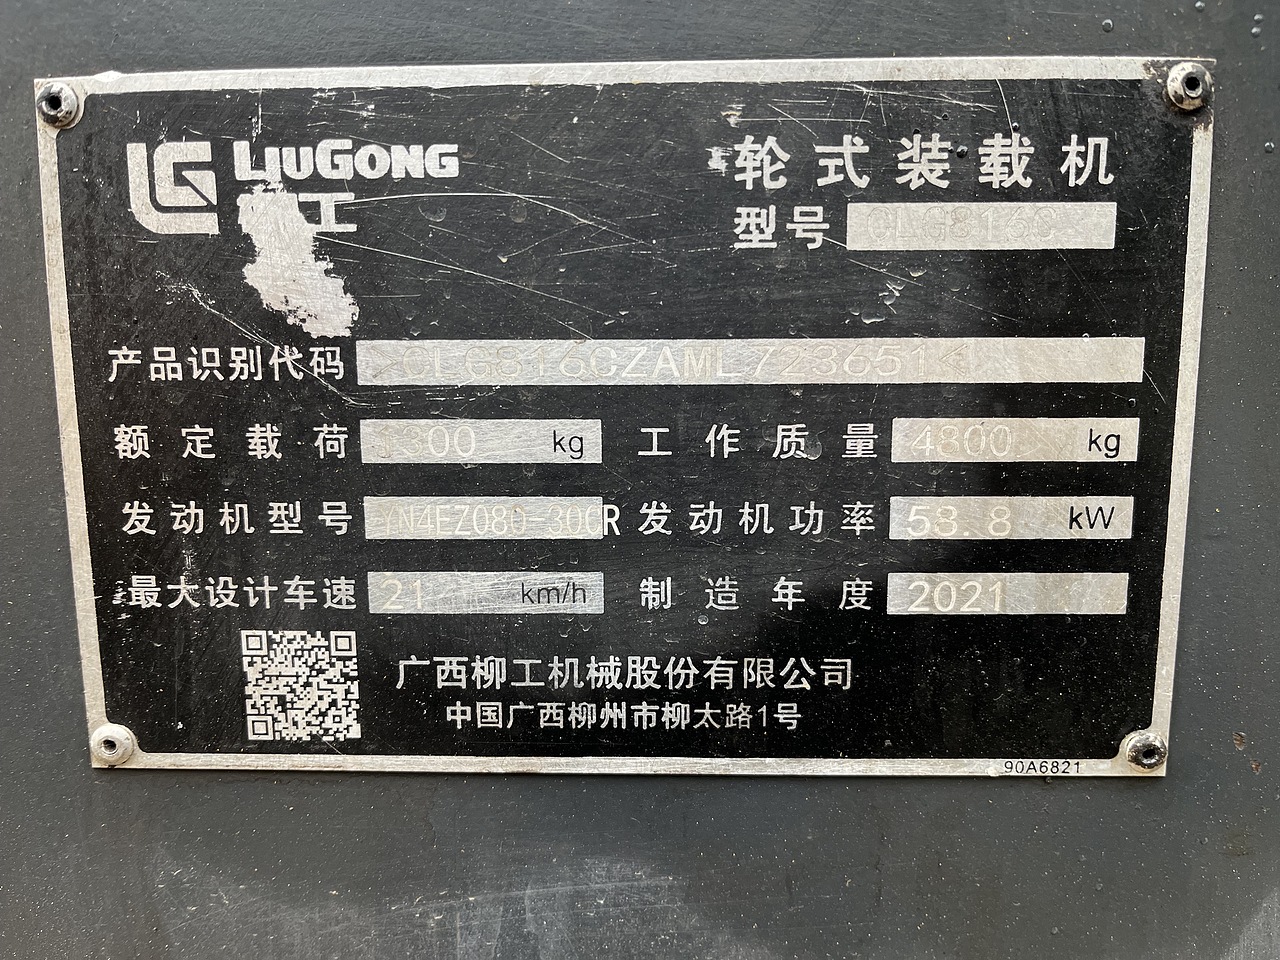 LG LIUGONG
柳工
轮式装载机
型号 CLG816C
产品识别代码 >CLG816CZAML723651<
额定载荷 kg 工作质量 4800 kg
发动机型号 发动机功率 58.8 kW
最大设计车速 21 km/h 制造年度 2021
广西柳工机械股份有限公司
中国广西柳州市柳太路1号
90A6821